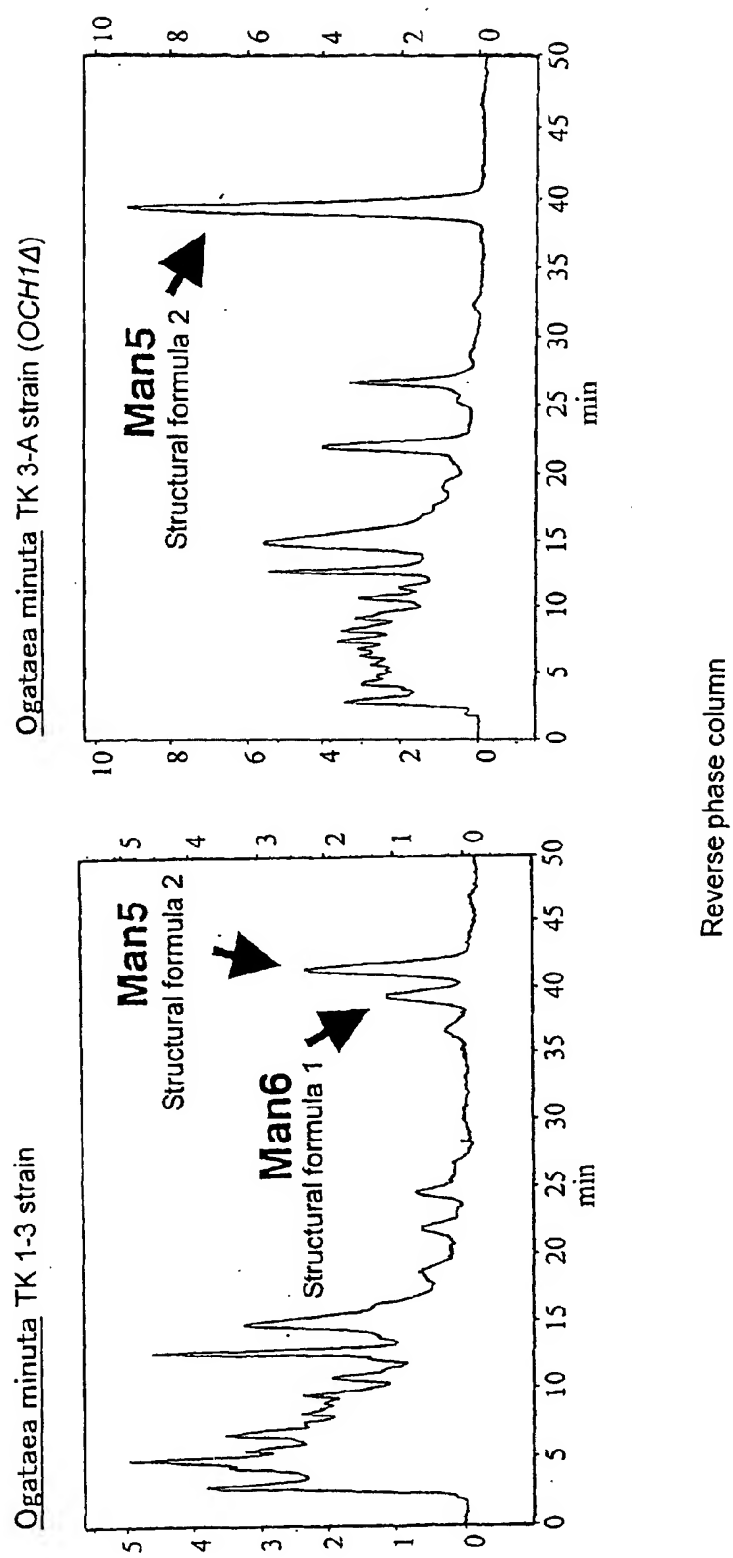 Ogataea minuta TK 1-3 strain
5
4
3
2
1
0
Man5
Structural formula 2
Man6
Structural formula 1
5
4
3
2
1
0
0 5 10 15 20 25 30 35 40 45 50
min
Ogataea minuta TK 3-A strain (OCH1Δ)
10
8
6
4
2
0
Man5
Structural formula 2
10
8
6
4
2
0
0 5 10 15 20 25 30 35 40 45 50
min
Reverse phase column